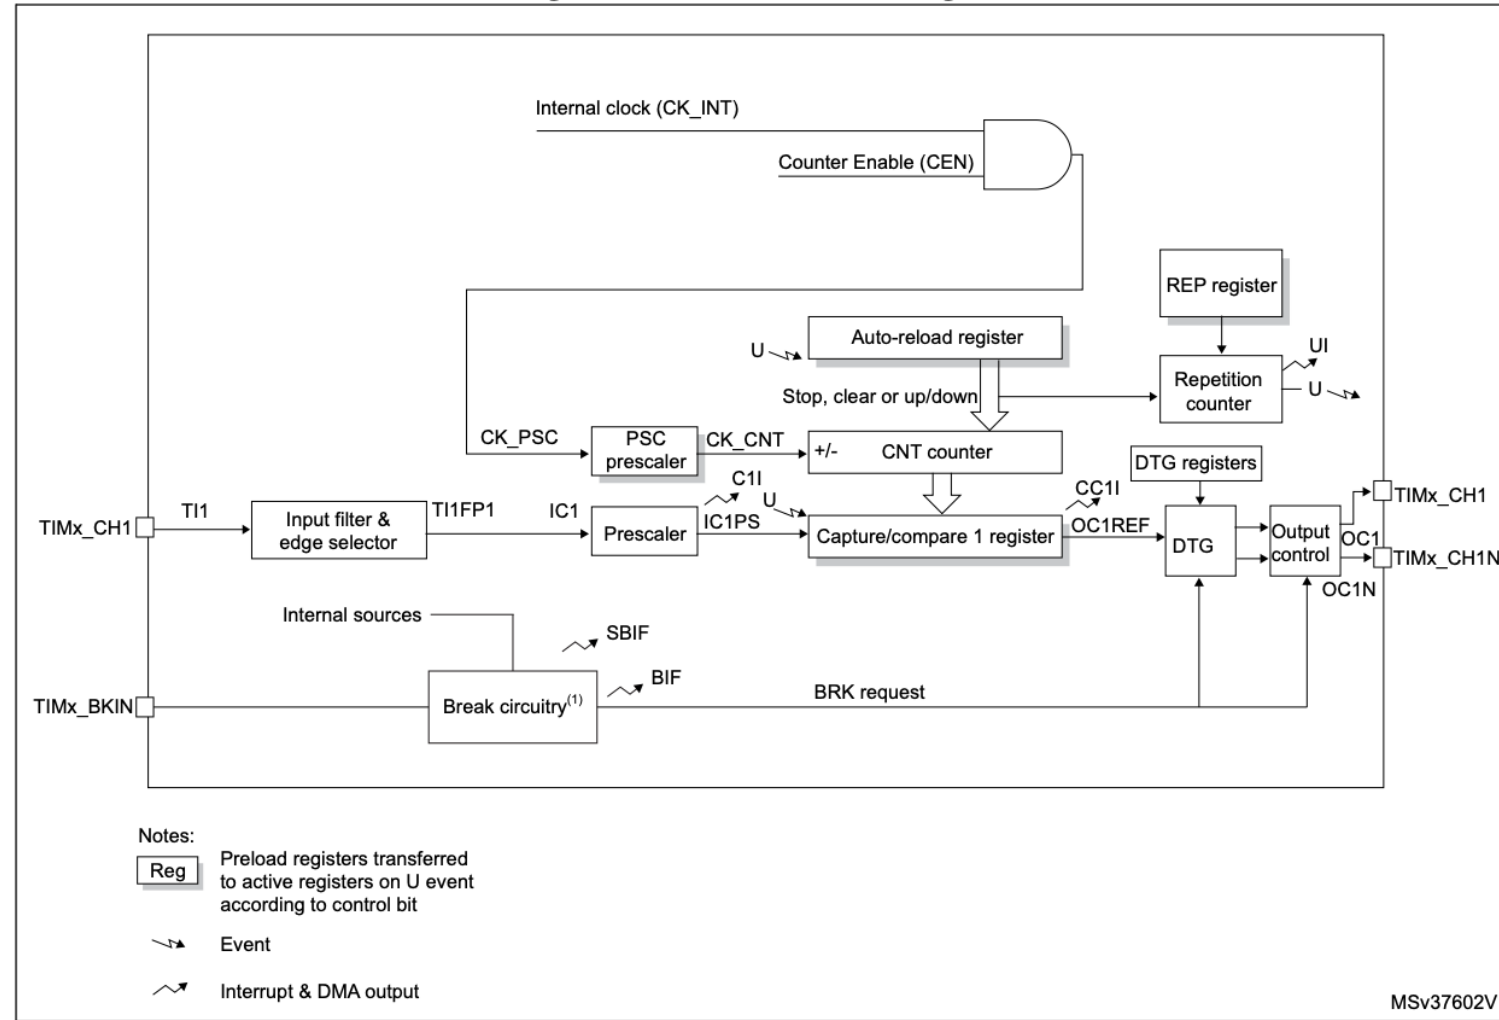 Internal clock (CK_INT)
Counter Enable (CEN)
REP register
Auto-reload register
U
UI
Repetition
counter
U
Stop, clear or up/down
CK_PSC
PSC
prescaler
CK_CNT
+/-
CNT counter
DTG registers
TIMx_CH1
TI1
Input filter &
edge selector
TI1FP1
IC1
Prescaler
C1I
IC1PS
U
Capture/compare 1 register
CC1I
OC1REF
DTG
Output
control
OC1
OC1N
TIMx_CH1
TIMx_CH1N
Internal sources
SBIF
BIF
TIMx_BKIN
Break circuitry(1)
BRK request
Notes:
Reg
Preload registers transferred
to active registers on U event
according to control bit
Event
Interrupt & DMA output
MSv37602V